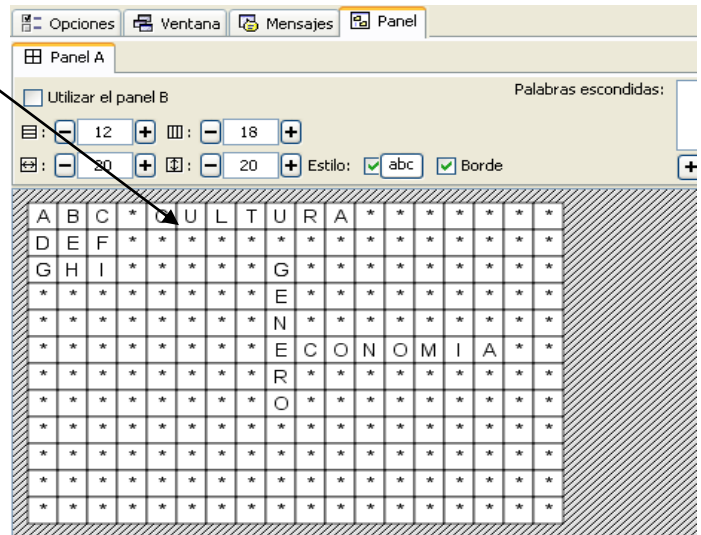 Opciones Ventana Mensajes Panel
Panel A
Utilizar el panel B Palabras escondidas:
: − 12 + : − 18 +
: − 20 + : − 20 + Estilo: abc Borde +
A B C * C U L T U R A * * * * * * *
D E F * * * * * * * * * * * * * * *
G H I * * * * * G * * * * * * * * *
* * * * * * * * E * * * * * * * * *
* * * * * * * * N * * * * * * * * *
* * * * * * * * E C O N O M I A * *
* * * * * * * * R * * * * * * * * *
* * * * * * * * O * * * * * * * * *
* * * * * * * * * * * * * * * * * *
* * * * * * * * * * * * * * * * * *
* * * * * * * * * * * * * * * * * *
* * * * * * * * * * * * * * * * * *